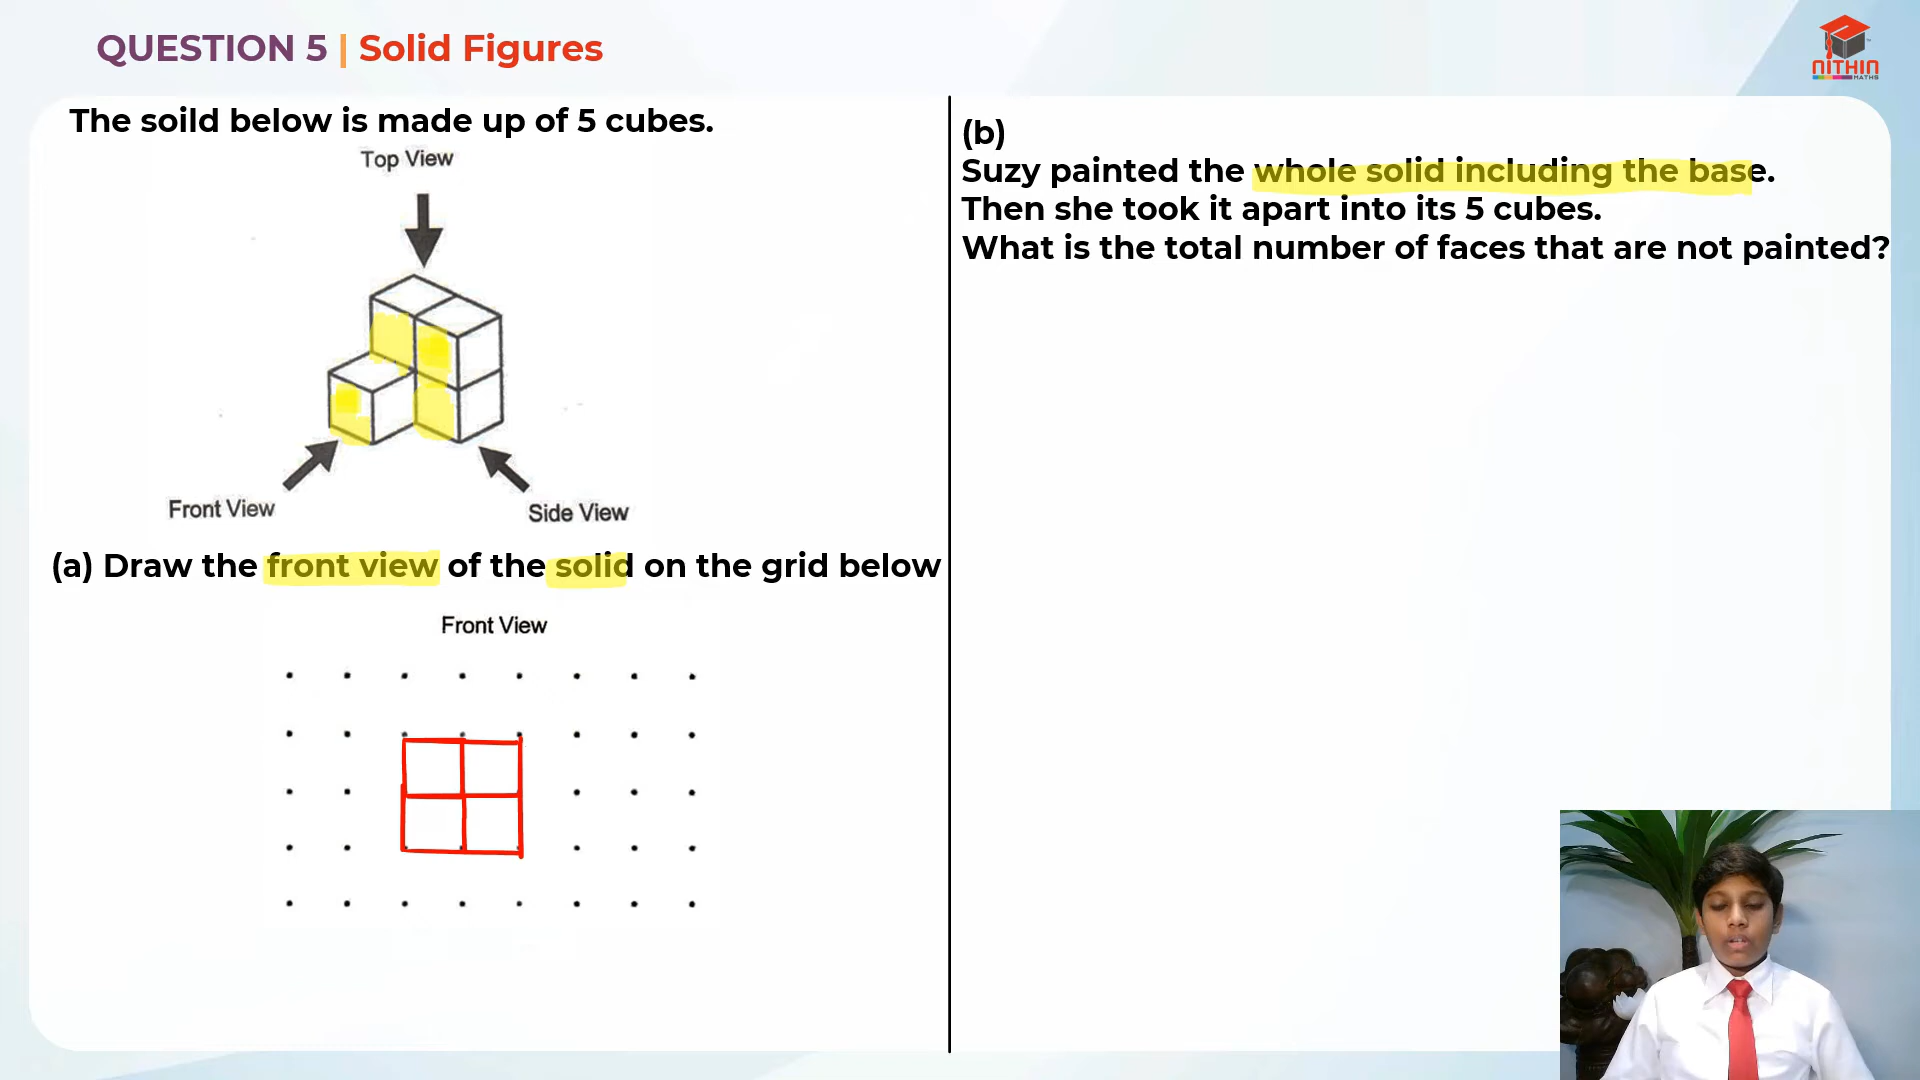 QUESTION 5 | Solid Figures
NITHIN
MATHS
The soild below is made up of 5 cubes.
Top View
Front View
Side View
(a) Draw the front view of the solid on the grid below
Front View
(b)
Suzy painted the whole solid including the base.
Then she took it apart into its 5 cubes.
What is the total number of faces that are not painted?